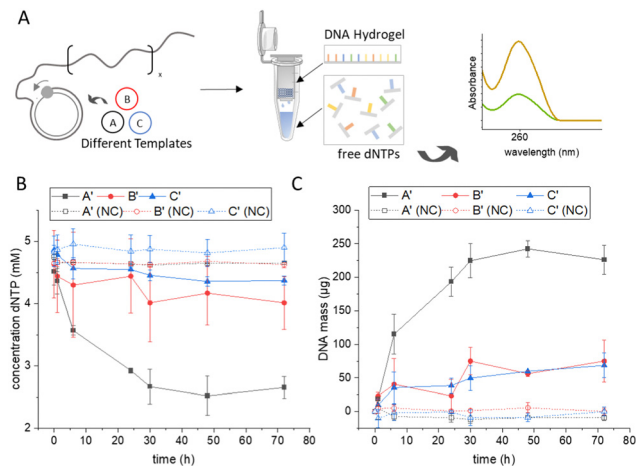 A
x
B
A
C
Different Templates
DNA Hydrogel
free dNTPs
Absorbance
260
wavelength (nm)
B
A' B' C'
A' (NC) B' (NC) C' (NC)
concentration dNTP (mM)
5
4
3
2
0 10 20 30 40 50 60 70 80
time (h)
C
A' B' C'
A' (NC) B' (NC) C' (NC)
DNA mass (µg)
300
250
200
150
100
50
0
0 10 20 30 40 50 60 70 80
time (h)